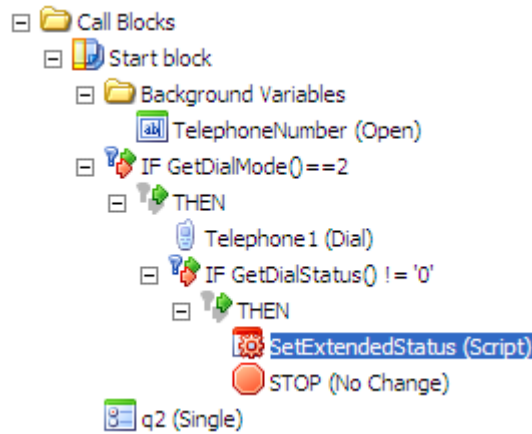 Call Blocks
Start block
Background Variables
TelephoneNumber (Open)
IF GetDialMode()==2
THEN
Telephone1 (Dial)
IF GetDialStatus() != '0'
THEN
SetExtendedStatus (Script)
STOP (No Change)
q2 (Single)